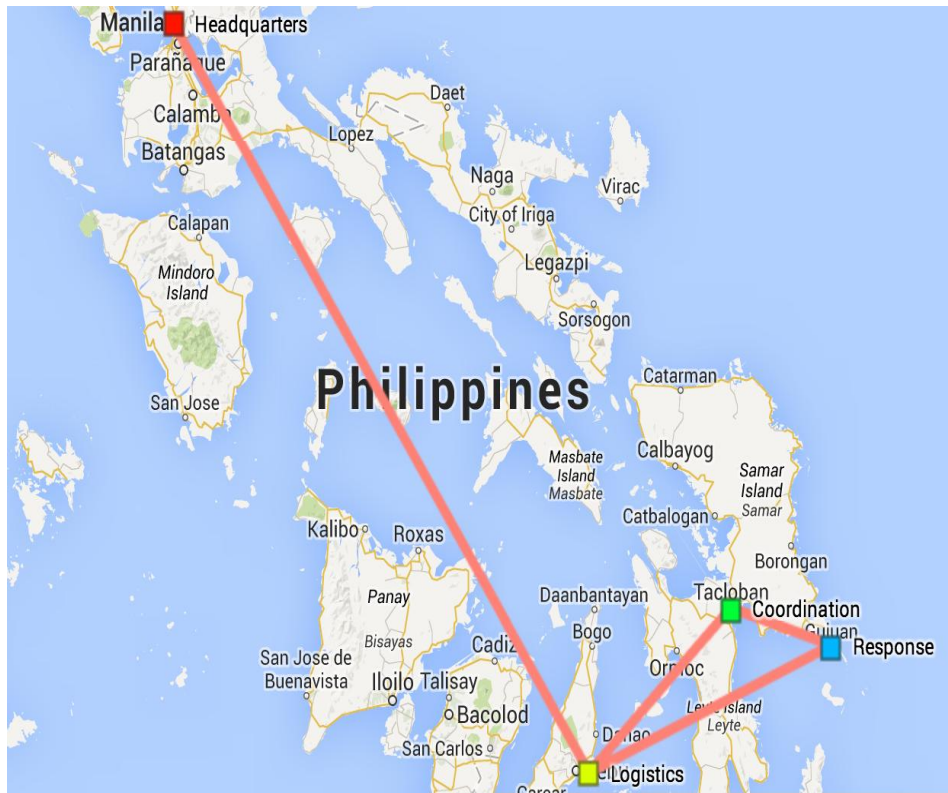 Manila
Headquarters
Parañaque
Calamba
Batangas
Daet
Lopez
Naga
Virac
City of Iriga
Calapan
Legazpi
Mindoro
Island
Sorsogon
Philippines
Catarman
San Jose
Calbayog
Masbate
Island
Masbate
Samar
Island
Samar
Catbalogan
Kalibo
Roxas
Borongan
Daanbantayan
Tacloban
Panay
Coordination
Bogo
Guiuan
Bisayas
Cadiz
Response
San Jose de
Buenavista
Ormoc
Iloilo
Talisay
Leyte Island
Leyte
Bacolod
Danao
San Carlos
Logistics
Carcar